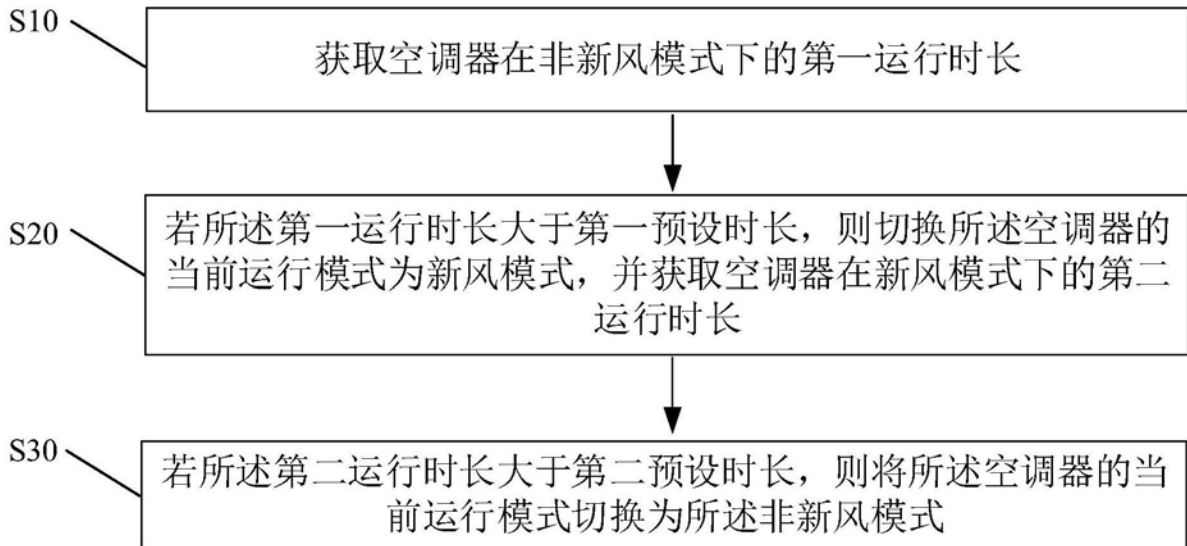 S10
获取空调器在非新风模式下的第一运行时长
S20
若所述第一运行时长大于第一预设时长，则切换所述空调器的
当前运行模式为新风模式，并获取空调器在新风模式下的第二
运行时长
S30
若所述第二运行时长大于第二预设时长，则将所述空调器的当
前运行模式切换为所述非新风模式